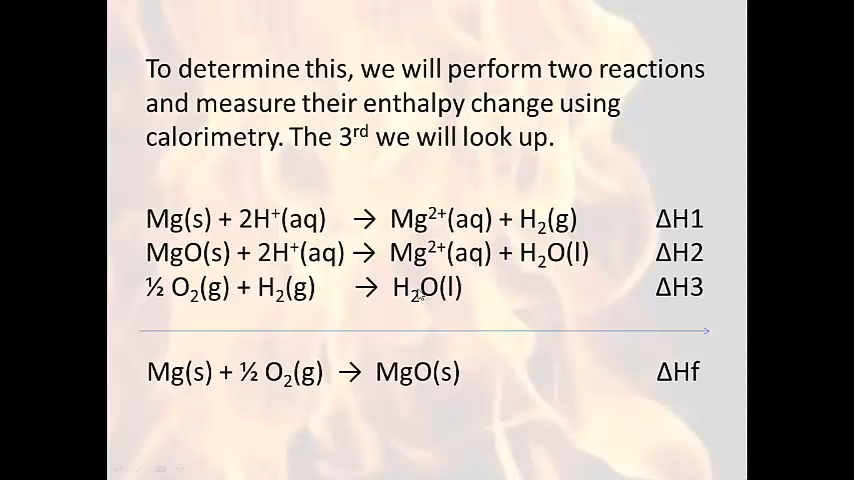 To determine this, we will perform two reactions
and measure their enthalpy change using
calorimetry. The 3rd we will look up.
Mg(s) + 2H⁺(aq) → Mg²⁺(aq) + H₂(g) ΔH1
MgO(s) + 2H⁺(aq) → Mg²⁺(aq) + H₂O(l) ΔH2
½ O₂(g) + H₂(g) → H₂O(l) ΔH3
Mg(s) + ½ O₂(g) → MgO(s) ΔHf